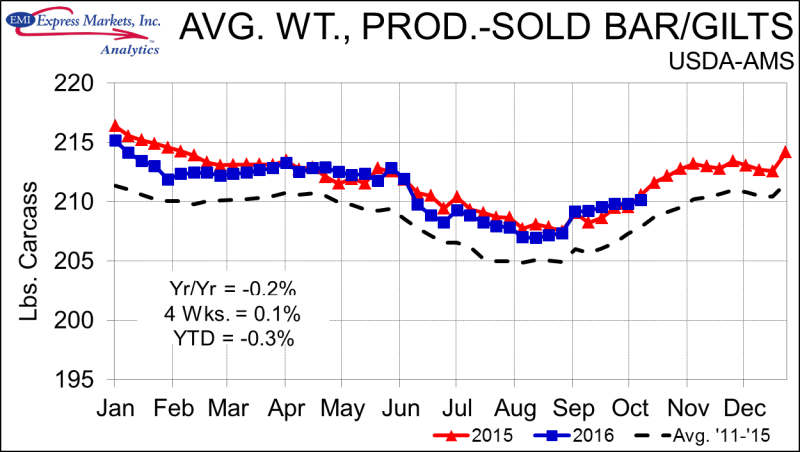 EMI Express Markets, Inc.
Analytics
AVG. WT., PROD.-SOLD BAR/GILTS
USDA-AMS
Lbs. Carcass
220
215
210
205
200
195
Yr/Yr = -0.2%
4 Wks. = 0.1%
YTD = -0.3%
Jan Feb Mar Apr May Jun Jul Aug Sep Oct Nov Dec
2015 2016 Avg. '11-'15